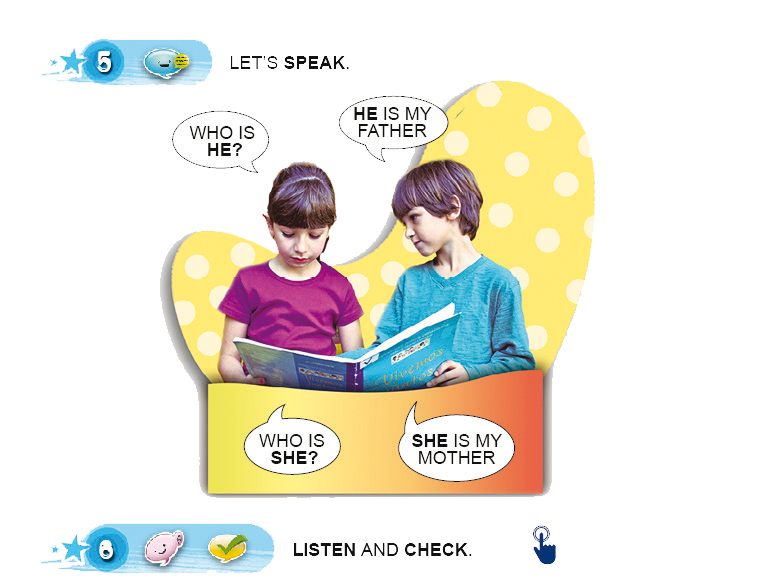 5
LET'S SPEAK.
WHO IS
HE?
HE IS MY
FATHER
WHO IS
SHE?
SHE IS MY
MOTHER
6
LISTEN AND CHECK.